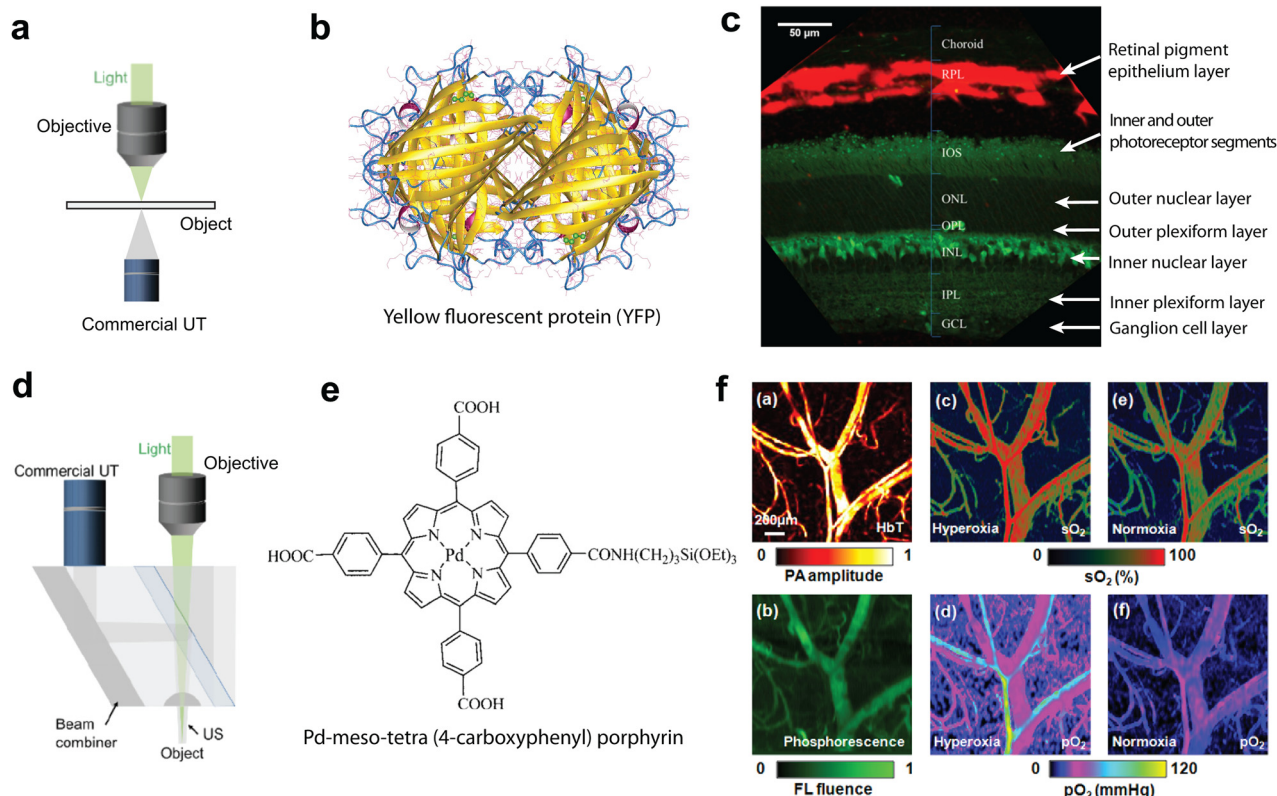 a
Light
Objective
Object
Commercial UT
b
Yellow fluorescent protein (YFP)
c
50 µm
Choroid
RPL
IOS
ONL
OPL
INL
IPL
GCL
Retinal pigment
epithelium layer
Inner and outer
photoreceptor segments
Outer nuclear layer
Outer plexiform layer
Inner nuclear layer
Inner plexiform layer
Ganglion cell layer
d
Commercial UT
Light
Objective
Beam
combiner
US
Object
e
COOH
HOOC
N
N
Pd
N
N
CONH(CH₂)₃Si(OEt)₃
COOH
Pd-meso-tetra (4-carboxyphenyl) porphyrin
f
(a)
200µm
HbT
0 1
PA amplitude
(c)
Hyperoxia sO₂
(e)
Normoxia sO₂
0 100
sO₂ (%)
(b)
Phosphorescence
0 1
FL fluence
(d)
Hyperoxia pO₂
(f)
Normoxia pO₂
0 120
pO₂ (mmHg)